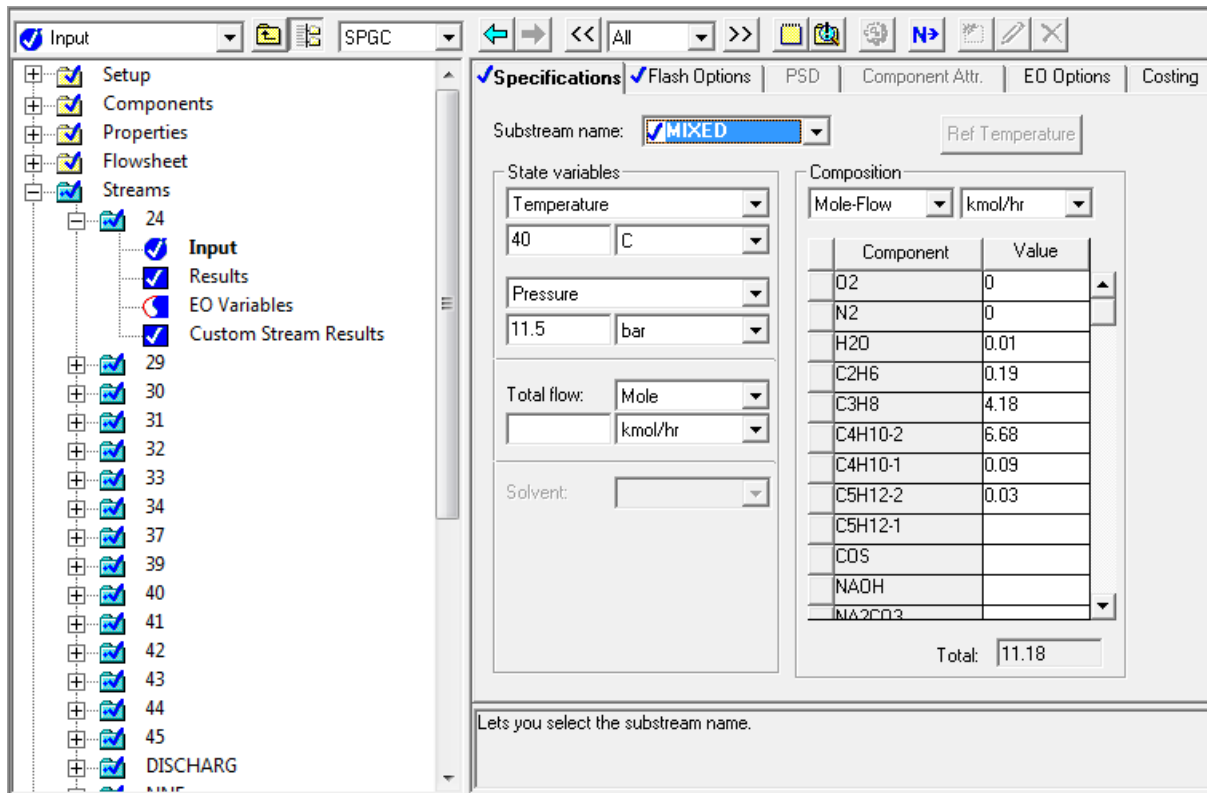 Input SPGC << All >> N>
Setup
Components
Properties
Flowsheet
Streams
24
Input
Results
EO Variables
Custom Stream Results
29
30
31
32
33
34
37
39
40
41
42
43
44
45
DISCHARG
Specifications Flash Options PSD Component Attr. EO Options Costing
Substream name: MIXED Ref Temperature
State variables
Temperature
40 C
Pressure
11.5 bar
Total flow: Mole
kmol/hr
Solvent:
Composition
Mole-Flow kmol/hr
Component Value
O2 0
N2 0
H2O 0.01
C2H6 0.19
C3H8 4.18
C4H10-2 6.68
C4H10-1 0.09
C5H12-2 0.03
C5H12-1
COS
NAOH
NA2CO3
Total: 11.18
Lets you select the substream name.